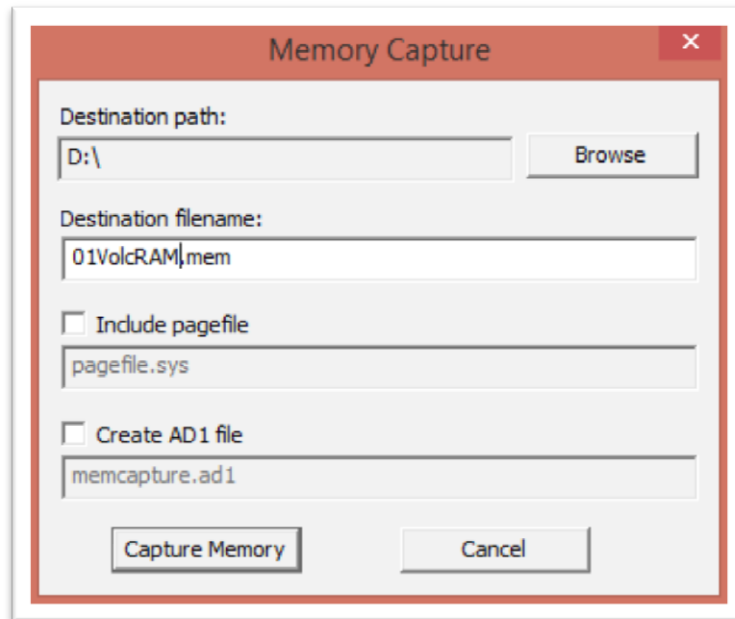 Memory Capture
Destination path:
D:\
Browse
Destination filename:
01VolcRAM.mem
Include pagefile
pagefile.sys
Create AD1 file
memcapture.ad1
Capture Memory
Cancel